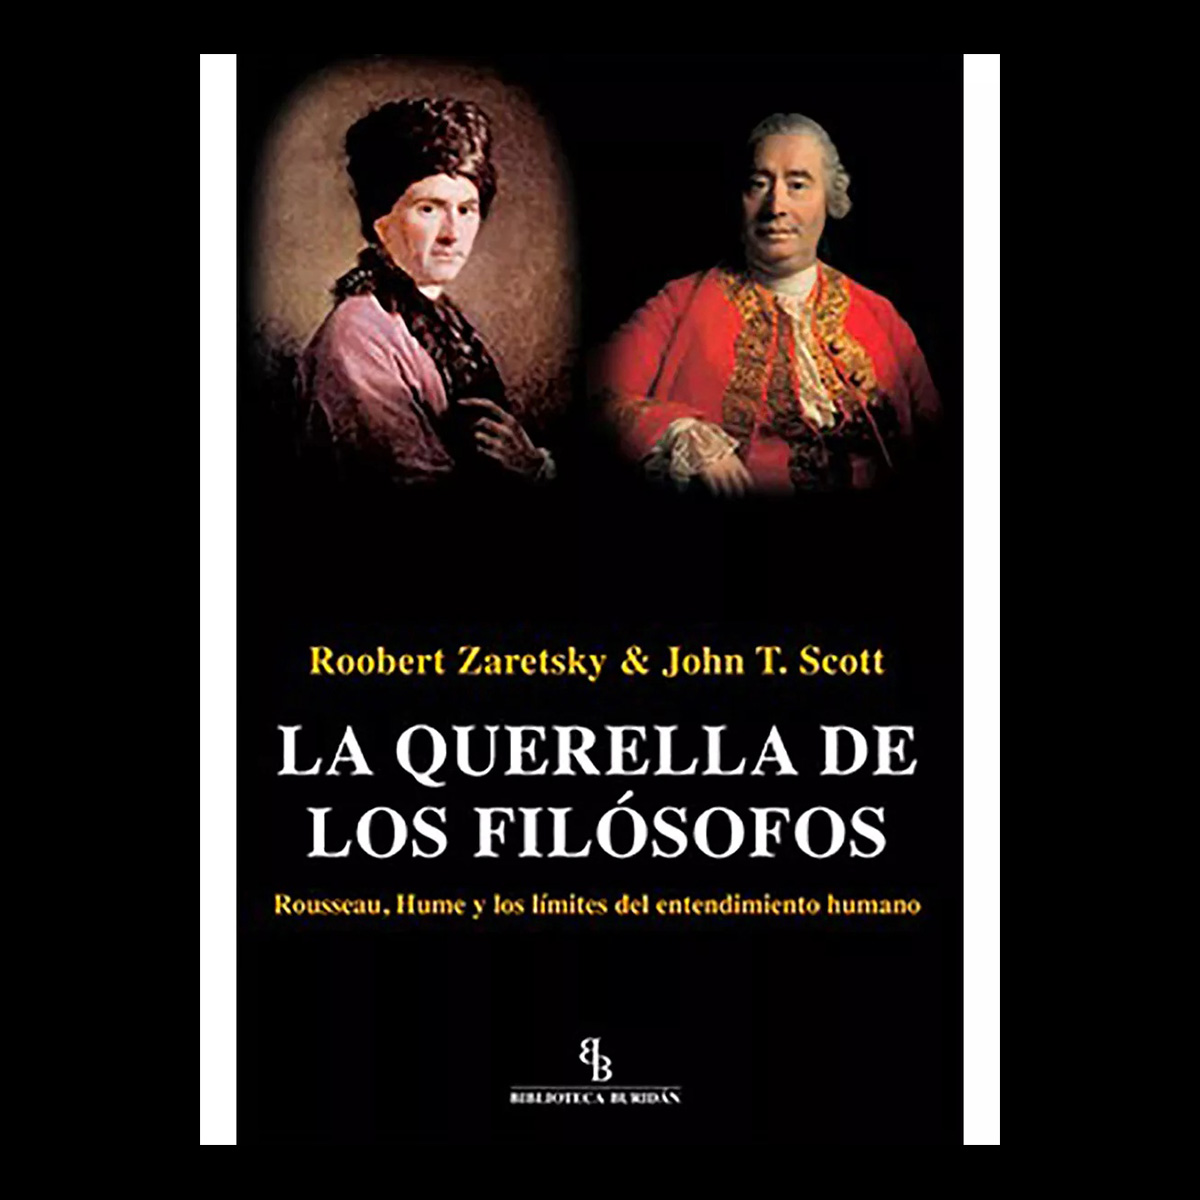 Roobert Zaretsky & John T. Scott
LA QUERELLA DE
LOS FILÓSOFOS
Rousseau, Hume y los límites del entendimiento humano
BB
BIBLIOTECA BURIDÁN